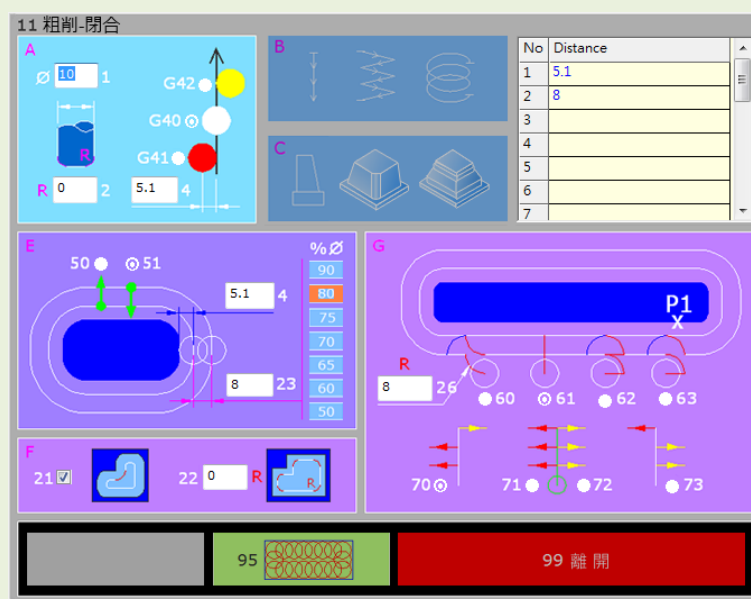 11 粗削-閉合
A
Ø 10 1
R
R 0 2
G42
G40
G41
5.1 4
B
C
No Distance
1 5.1
2 8
3
4
5
6
7
E
50 51
5.1 4
8 23
%Ø
90
80
75
70
65
60
50
F
21
22 0 R
R
G
P1
X
R
8 26
60 61 62 63
70 71 72 73
95
99 離開